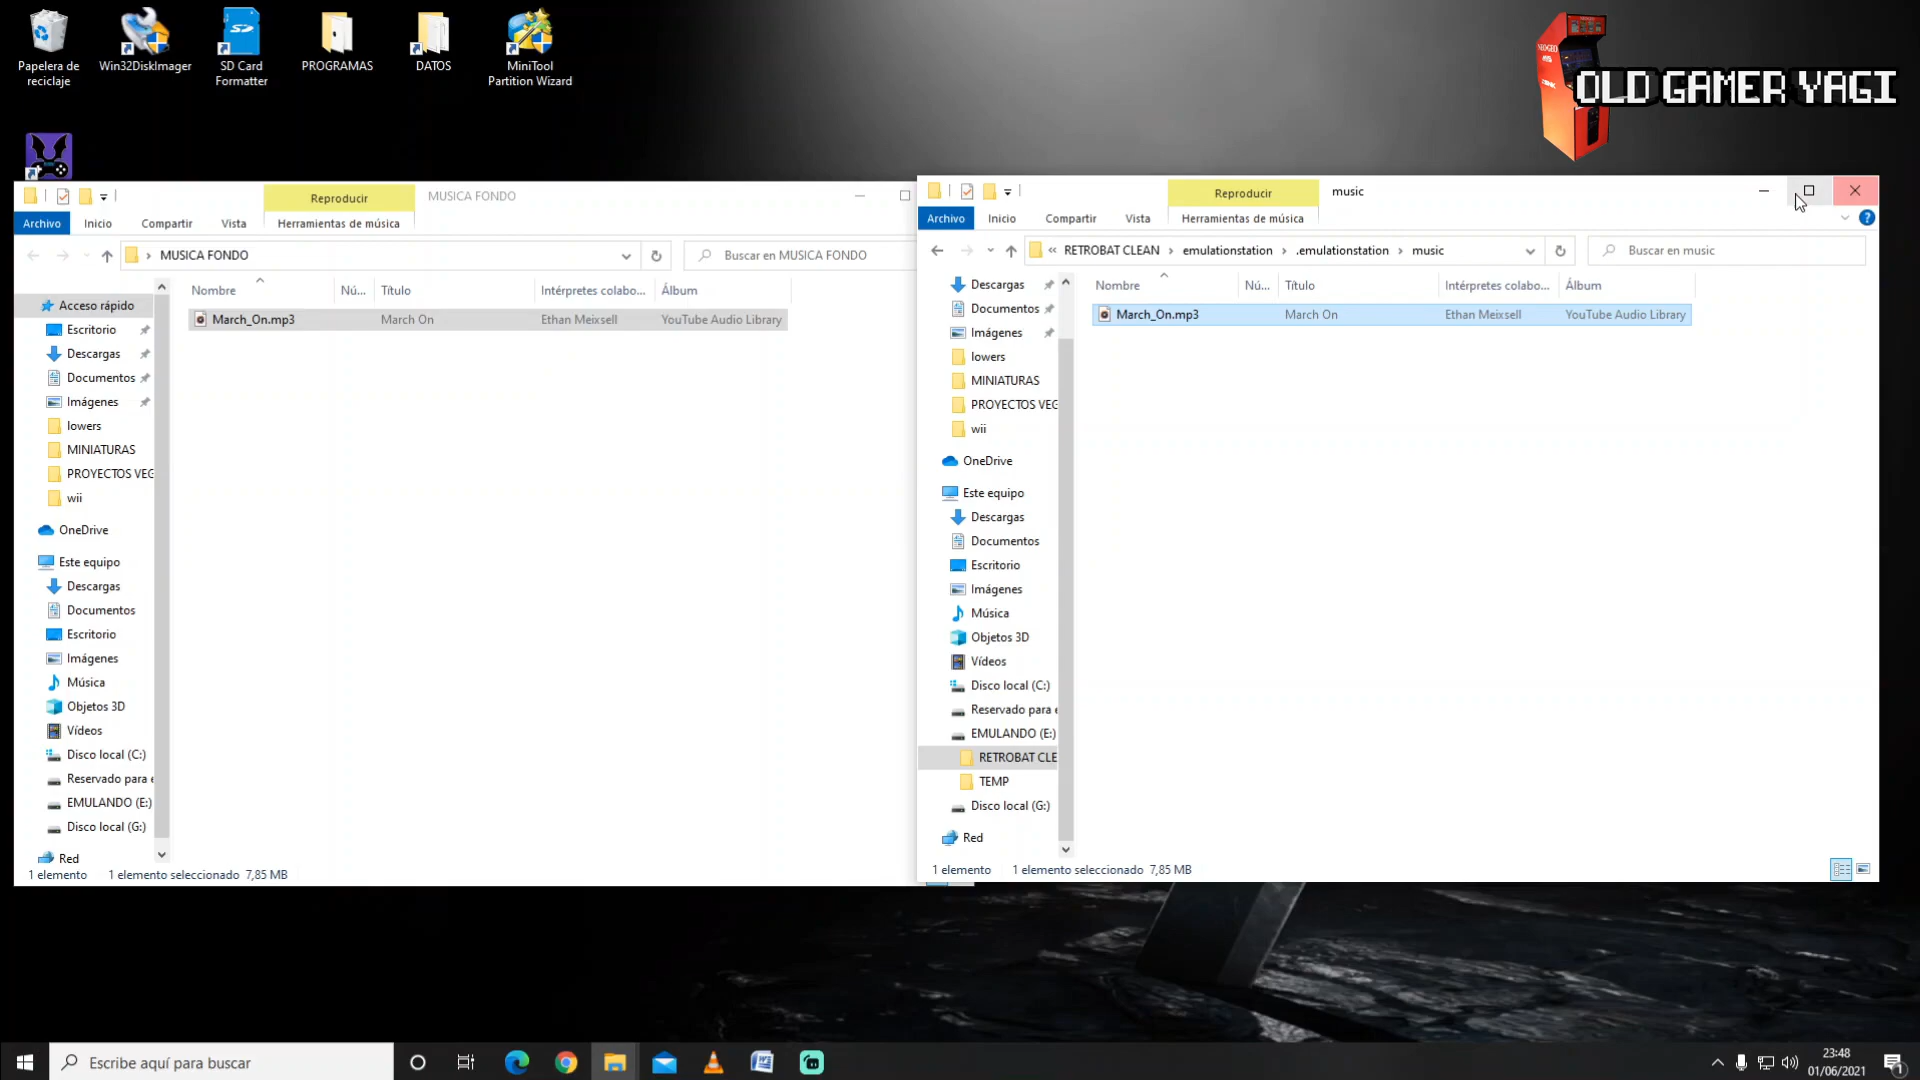 Papelera de
reciclaje
Win32DiskImager
SD Card
Formatter
PROGRAMAS
DATOS
MiniTool
Partition Wizard
OLD GAMER YAGI
Reproducir
MUSICA FONDO
Archivo
Inicio
Compartir
Vista
Herramientas de música
MUSICA FONDO
Buscar en MUSICA FONDO
Nombre
Nú...
Título
Intérpretes colabo...
Álbum
March_On.mp3
March On
Ethan Meixsell
YouTube Audio Library
Acceso rápido
Escritorio
Descargas
Documentos
Imágenes
lowers
MINIATURAS
PROYECTOS VEG
wii
OneDrive
Este equipo
Descargas
Documentos
Escritorio
Imágenes
Música
Objetos 3D
Vídeos
Disco local (C:)
Reservado para e
EMULANDO (E:)
Disco local (G:)
Red
1 elemento
1 elemento seleccionado 7,85 MB
Reproducir
music
Archivo
Inicio
Compartir
Vista
Herramientas de música
« RETROBAT CLEAN › emulationstation › .emulationstation › music
Buscar en music
Nombre
Nú...
Título
Intérpretes colabo...
Álbum
March_On.mp3
March On
Ethan Meixsell
YouTube Audio Library
Descargas
Documentos
Imágenes
lowers
MINIATURAS
PROYECTOS VEG
wii
OneDrive
Este equipo
Descargas
Documentos
Escritorio
Imágenes
Música
Objetos 3D
Vídeos
Disco local (C:)
Reservado para e
EMULANDO (E:)
RETROBAT CLE
TEMP
Disco local (G:)
Red
1 elemento
1 elemento seleccionado 7,85 MB
Escribe aquí para buscar
23:48
01/06/2021